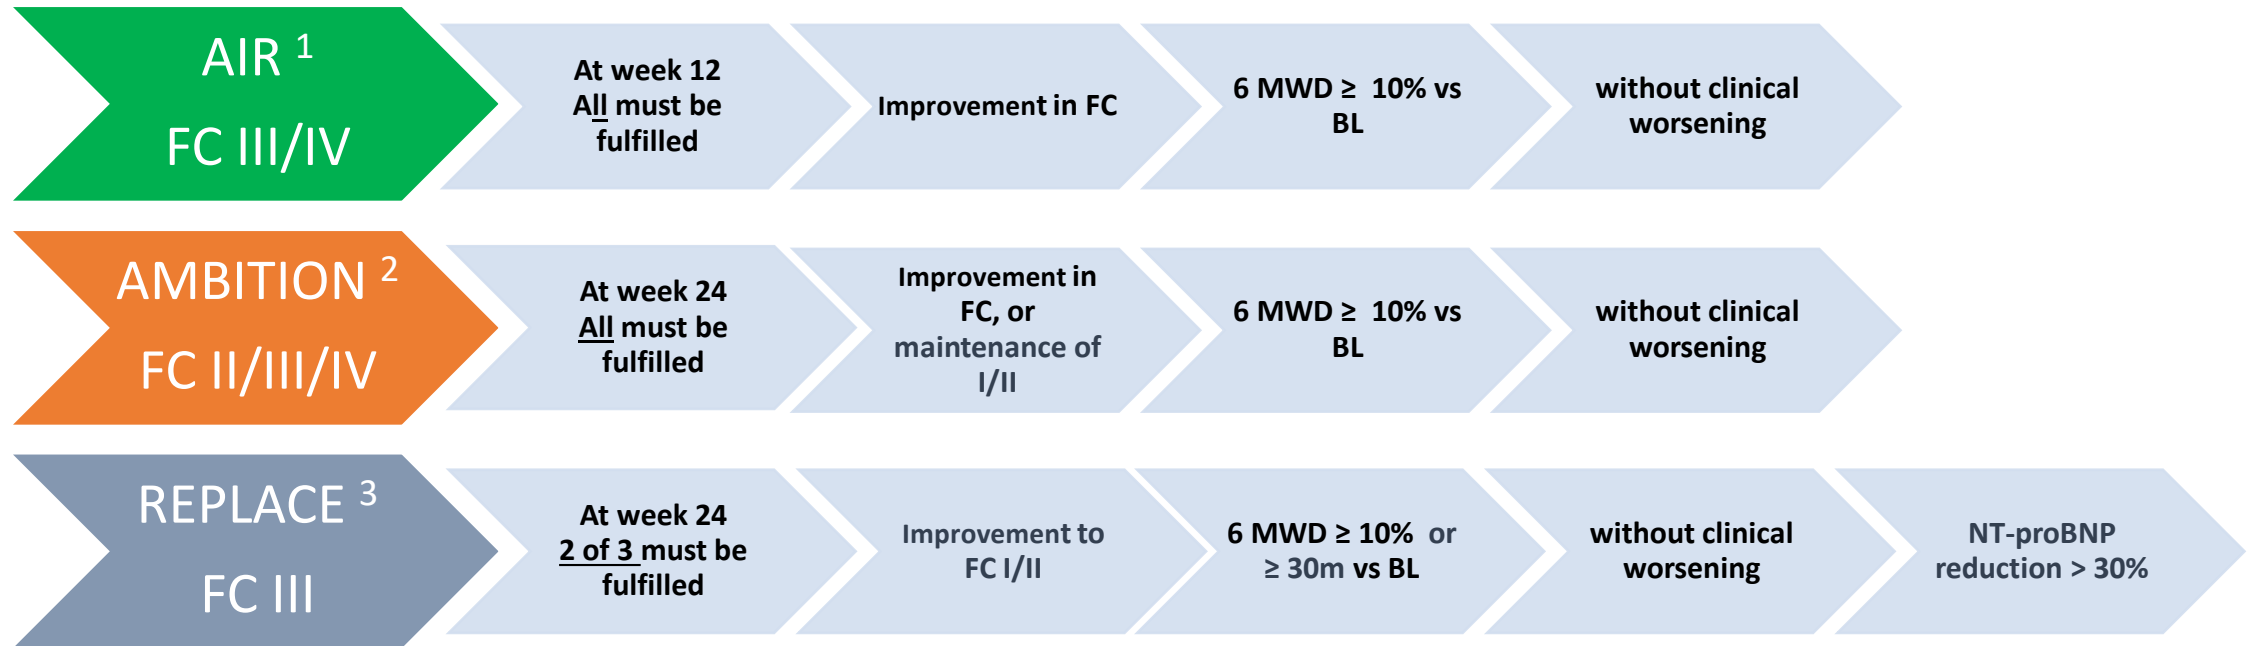 AIR 1
FC III/IV
At week 12
All must be
fulfilled
Improvement in FC
6 MWD ≥ 10% vs
BL
without clinical
worsening
AMBITION 2
FC II/III/IV
At week 24
All must be
fulfilled
Improvement in
FC, or
maintenance of
I/II
6 MWD ≥ 10% vs
BL
without clinical
worsening
REPLACE 3
FC III
At week 24
2 of 3 must be
fulfilled
Improvement to
FC I/II
6 MWD ≥ 10% or
≥ 30m vs BL
without clinical
worsening
NT-proBNP
reduction > 30%